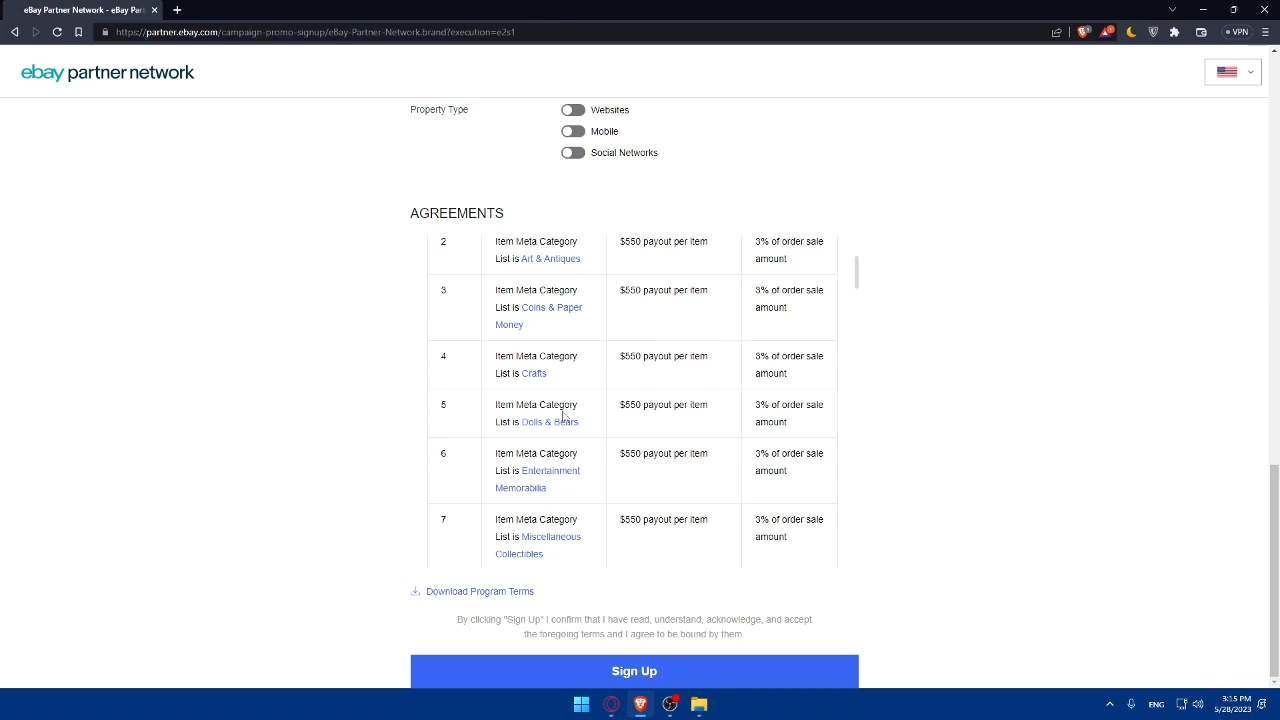 eBay Partner Network - eBay Part
https://partner.ebay.com/campaign-promo-signup/eBay-Partner-Network.brand?execution=e2s1
VPN
ebay partner network
Property Type
Websites
Mobile
Social Networks
AGREEMENTS
2 Item Meta Category $550 payout per item 3% of order sale
List is Art & Antiques amount
3 Item Meta Category $550 payout per item 3% of order sale
List is Coins & Paper amount
Money
4 Item Meta Category $550 payout per item 3% of order sale
List is Crafts amount
5 Item Meta Category $550 payout per item 3% of order sale
List is Dolls & Bears amount
6 Item Meta Category $550 payout per item 3% of order sale
List is Entertainment amount
Memorabilia
7 Item Meta Category $550 payout per item 3% of order sale
List is Miscellaneous amount
Collectibles
Download Program Terms
By clicking "Sign Up" I confirm that I have read, understand, acknowledge, and accept
the foregoing terms and I agree to be bound by them.
Sign Up
ENG
3:15 PM
5/28/2023